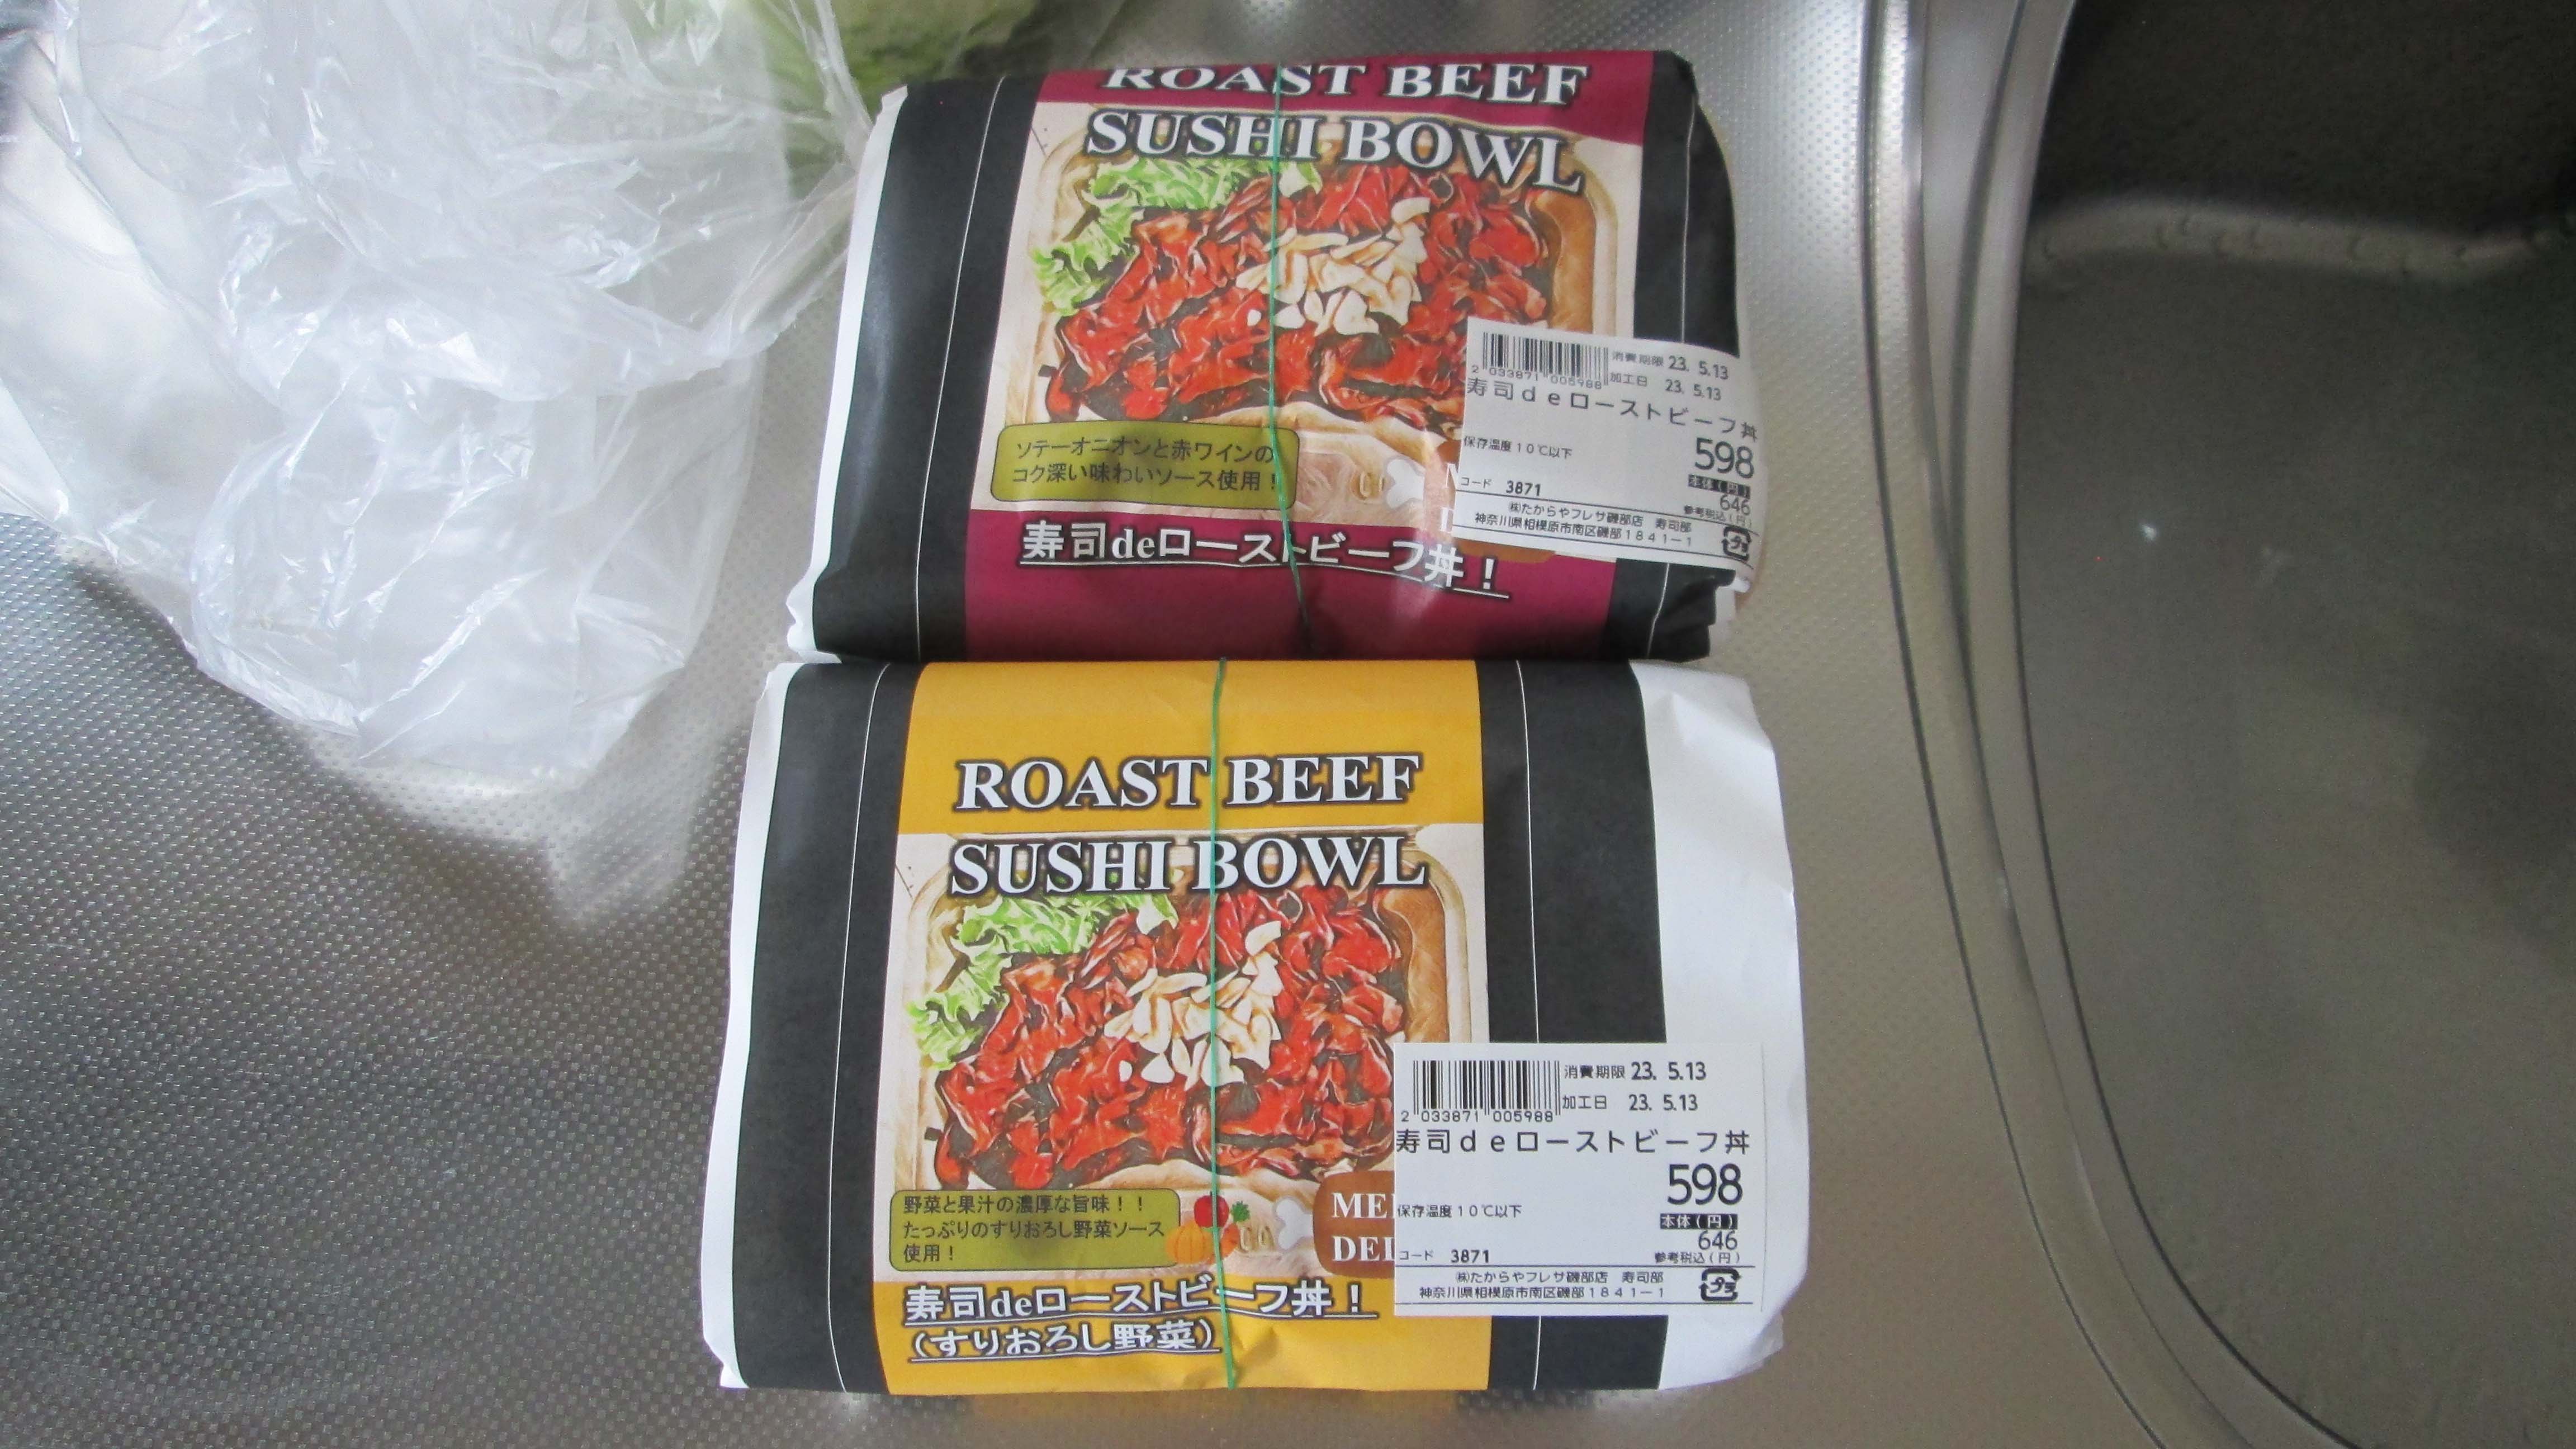 ROAST BEEF
SUSHI BOWL
ソテーオニオンと赤ワインの
コク深い味わいソース使用！
寿司deローストビーフ丼！
消費期限 23. 5.13
加工日 23. 5.13
2 033871 005988
寿司ｄｅローストビーフ丼
598
保存温度１０℃以下
本体(円)
646
コード 3871
参考税込(円)
㈱たからやフレサ磯部店 寿司部
神奈川県相模原市南区磯部１８４１－１
プラ
ROAST BEEF
SUSHI BOWL
野菜と果汁の濃厚な旨味！！
たっぷりのすりおろし野菜ソース
使用！
寿司deローストビーフ丼！
(すりおろし野菜)
消費期限 23. 5.13
加工日 23. 5.13
2 033871 005988
寿司ｄｅローストビーフ丼
598
保存温度１０℃以下
本体(円)
646
コード 3871
参考税込(円)
㈱たからやフレサ磯部店 寿司部
神奈川県相模原市南区磯部１８４１－１
プラ